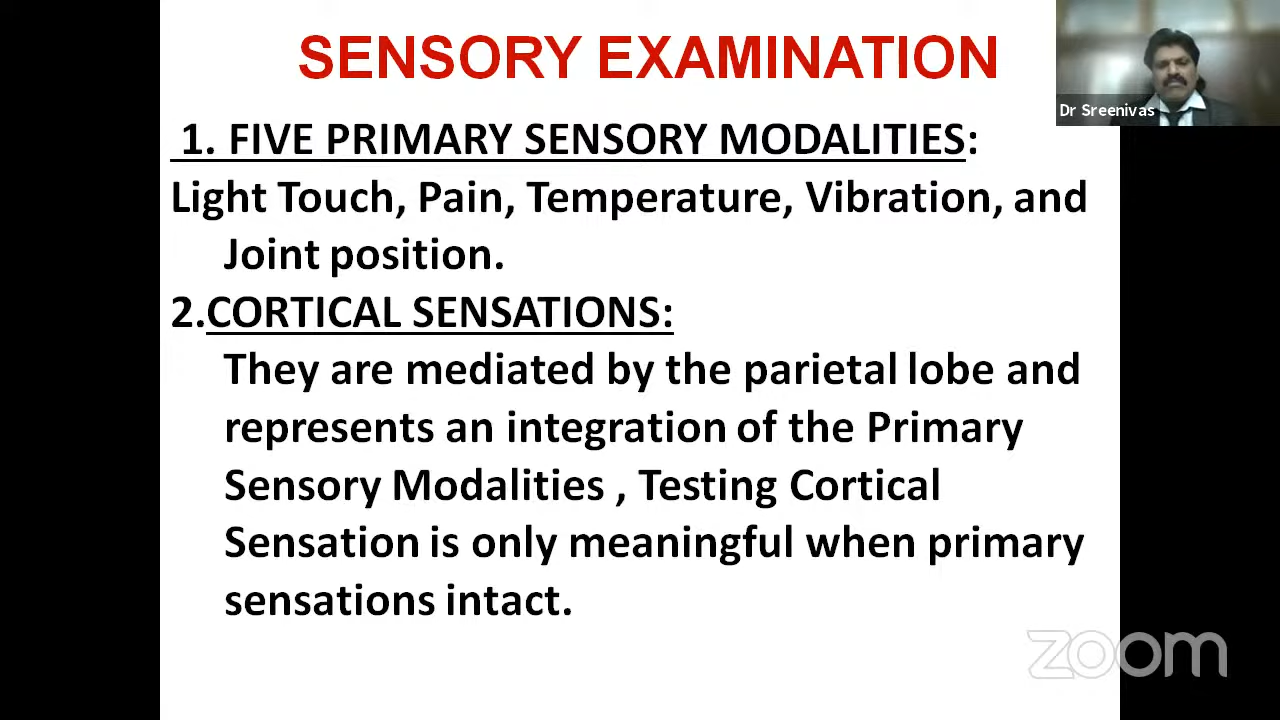 SENSORY EXAMINATION
Dr Sreenivas
1. FIVE PRIMARY SENSORY MODALITIES:
Light Touch, Pain, Temperature, Vibration, and
Joint position.
2.CORTICAL SENSATIONS:
They are mediated by the parietal lobe and
represents an integration of the Primary
Sensory Modalities , Testing Cortical
Sensation is only meaningful when primary
sensations intact.
zoom